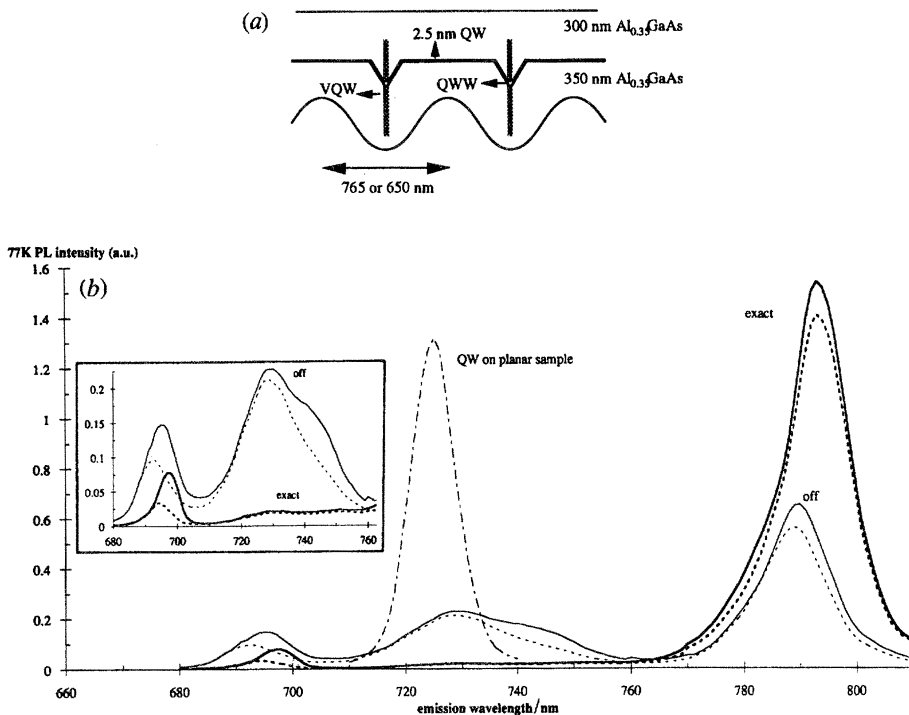 (a)
300 nm Al0.35GaAs
2.5 nm QW
350 nm Al0.35GaAs
VQW
QWW
765 or 650 nm
77K PL intensity (a.u.)
(b)
1.6
1.4
1.2
1
0.8
0.6
0.4
0.2
0
660
680
700
720
740
760
780
800
emission wavelength/nm
exact
off
QW on planar sample
0.2
0.15
0.1
0.05
0
680
700
720
740
760
off
exact